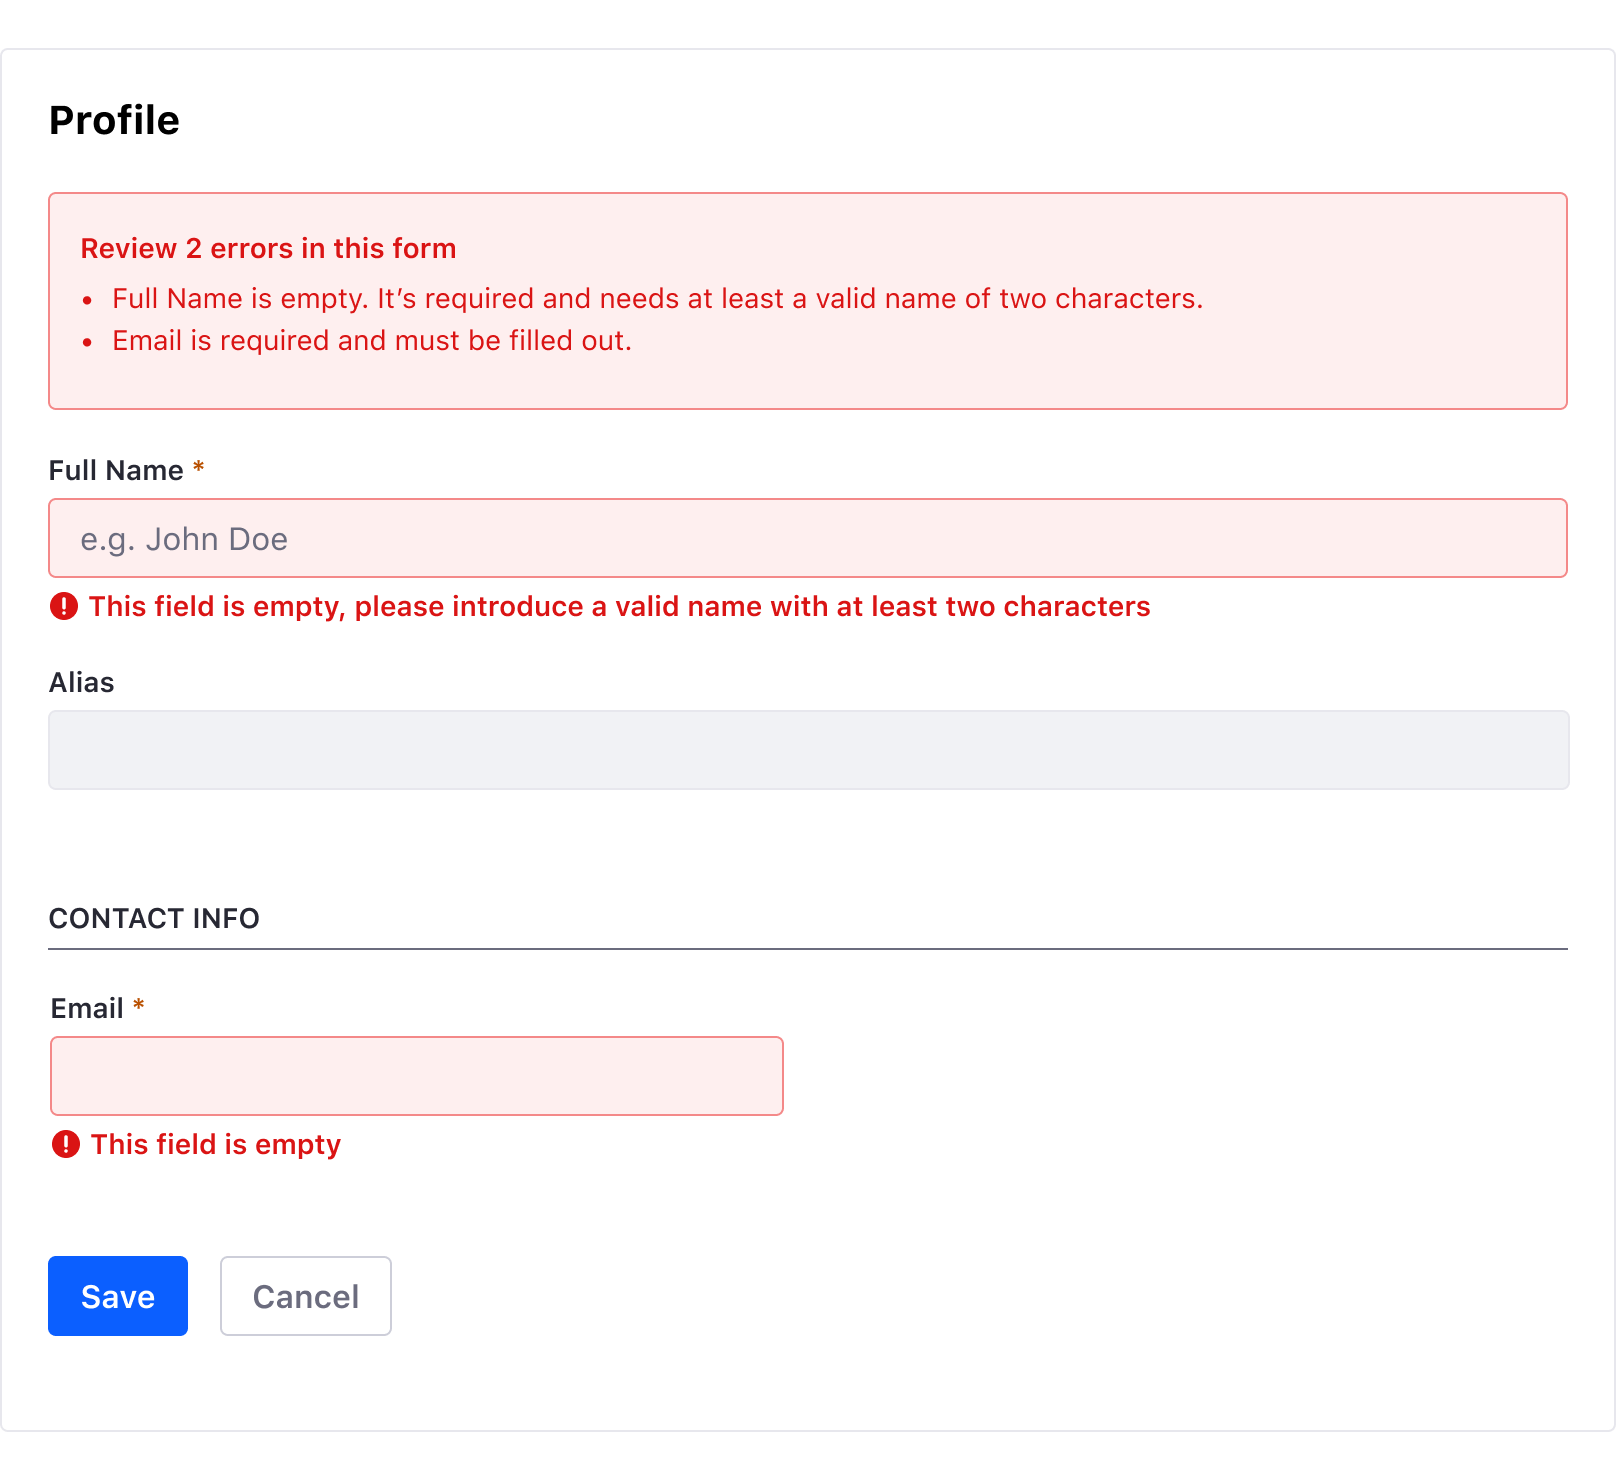 Profile
Review 2 errors in this form
• Full Name is empty. It’s required and needs at least a valid name of two characters.
• Email is required and must be filled out.
Full Name *
e.g. John Doe
This field is empty, please introduce a valid name with at least two characters
Alias
CONTACT INFO
Email *
This field is empty
Save
Cancel